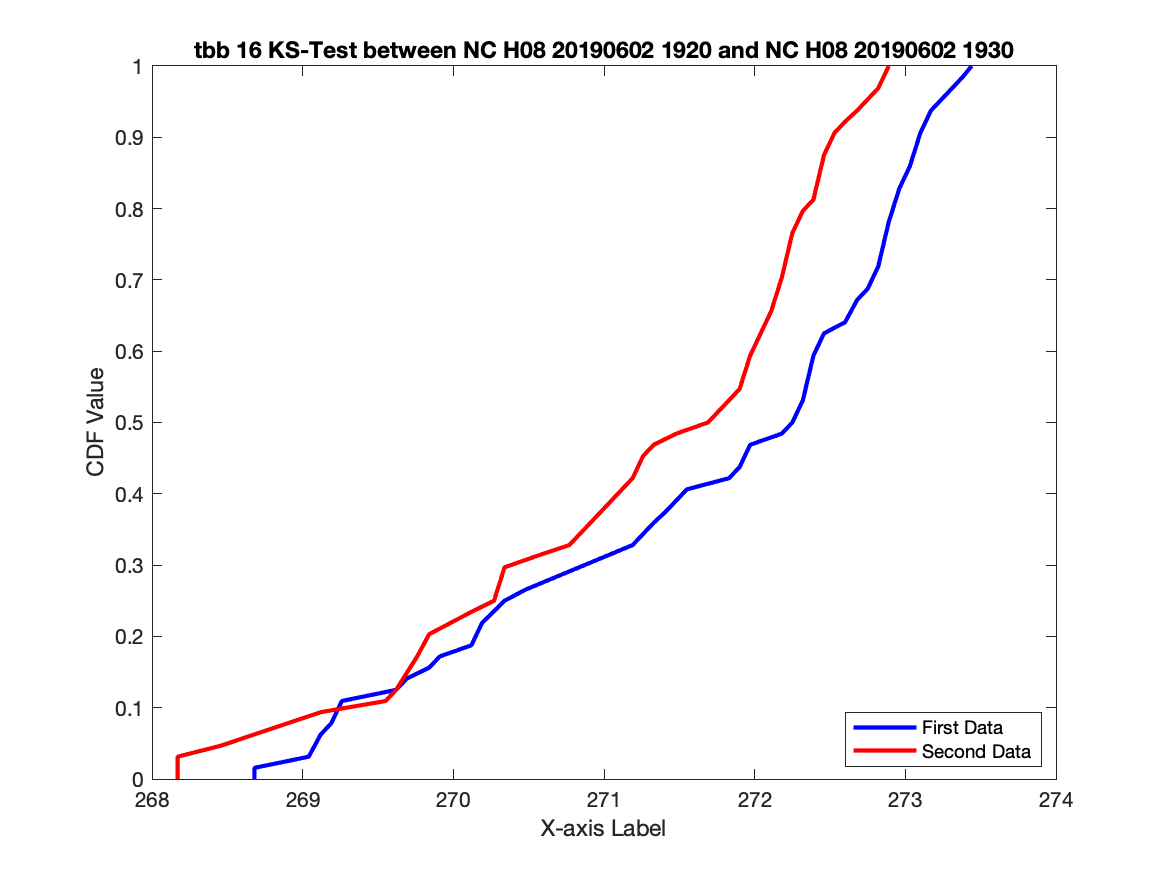 tbb 16 KS-Test between NC H08 20190602 1920 and NC H08 20190602 1930
1
0.9
0.8
0.7
0.6
0.5
0.4
0.3
0.2
0.1
0
CDF Value
First Data
Second Data
268 269 270 271 272 273 274
X-axis Label